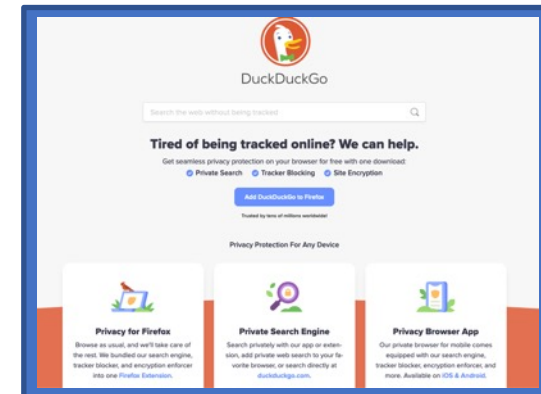 DuckDuckGo
Search the web without being tracked
Tired of being tracked online? We can help.
Get seamless privacy protection on your browser for free with one download:
Private Search Tracker Blocking Site Encryption
Add DuckDuckGo to Firefox
Trusted by tens of millions worldwide!
Privacy Protection For Any Device
Privacy for Firefox
Browse as usual, and we'll take care of
the rest. We bundled our search engine,
tracker blocker, and encryption enforcer
into one Firefox Extension.
Private Search Engine
Search privately with our app or exten-
sion, add private web search to your fa-
vorite browser, or search directly at
duckduckgo.com.
Privacy Browser App
Our private browser for mobile comes
equipped with our search engine,
tracker blocker, encryption enforcer, and
more. Available on iOS & Android.